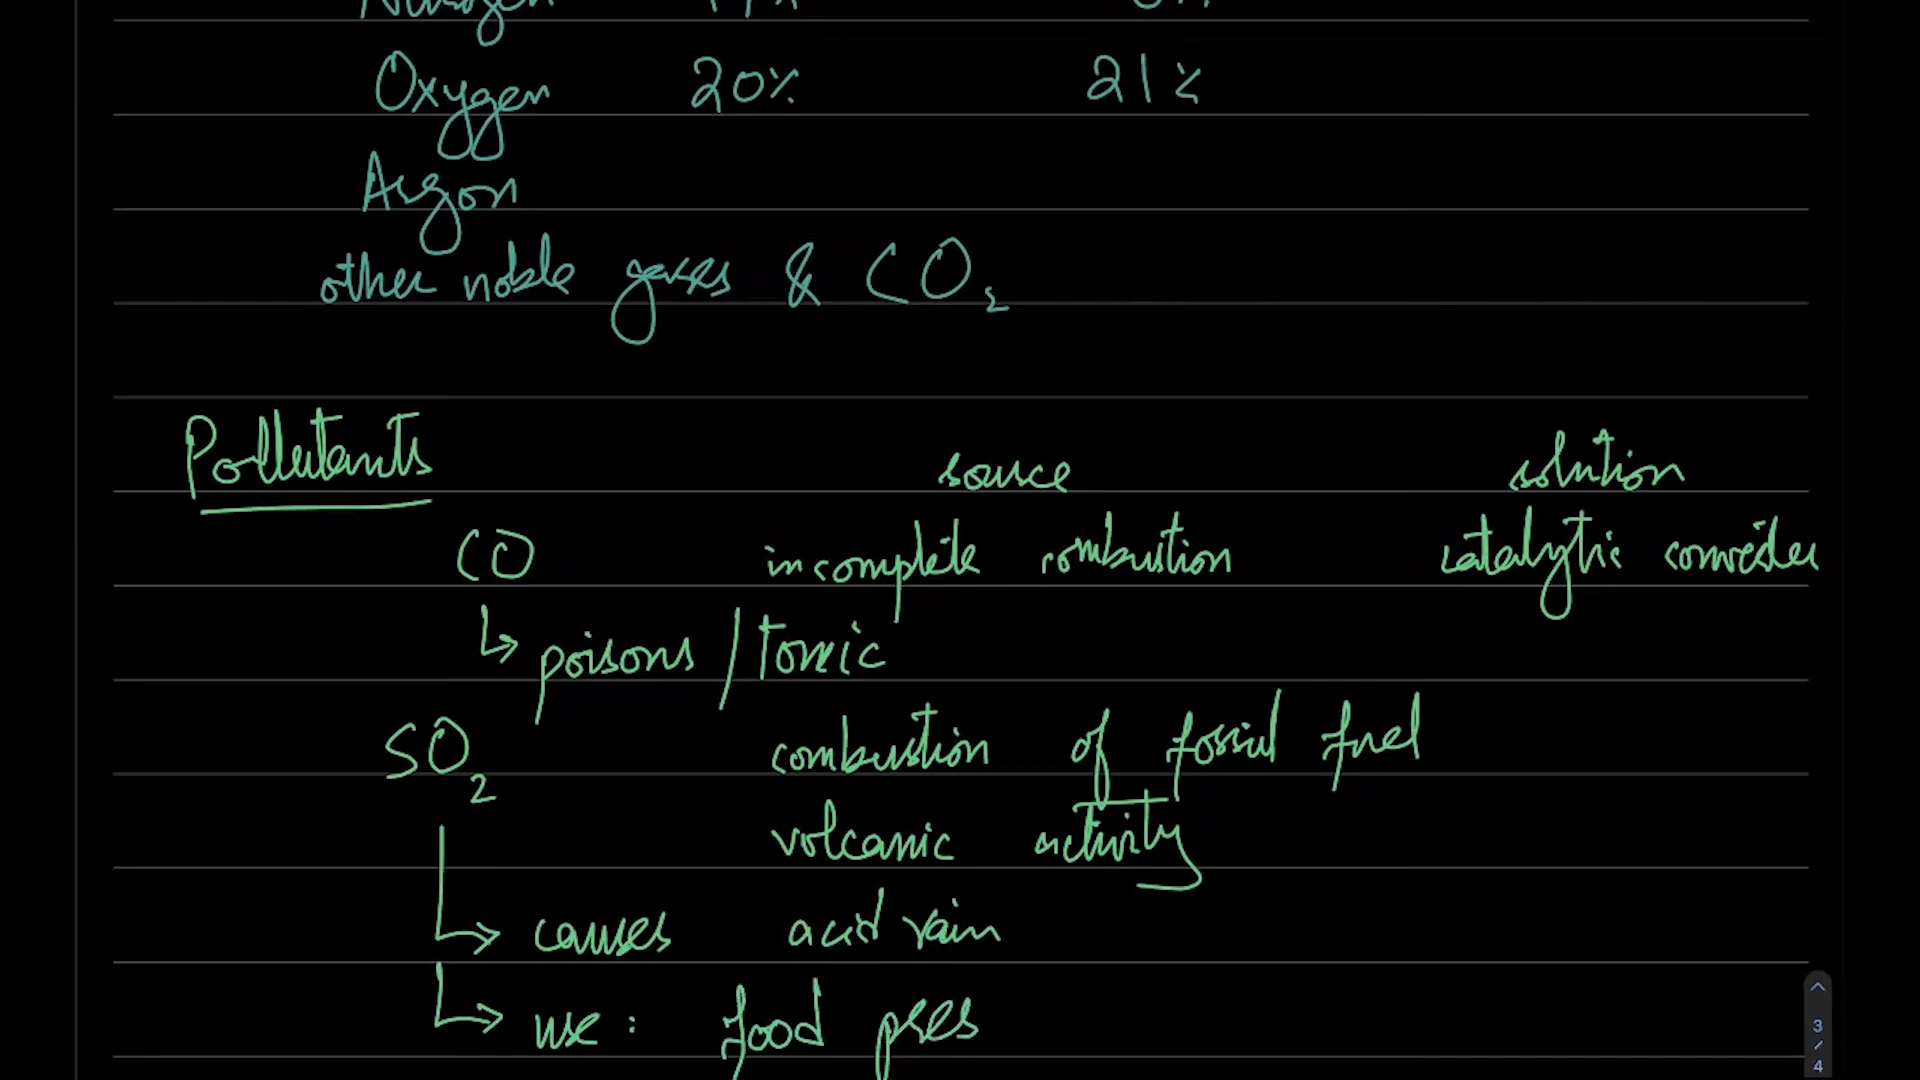 Oxygen 20% 21%
Argon
other noble gases & CO₂
Pollutants source solution
CO incomplete combustion catalytic converter
↳ poisons / toxic
SO₂ combustion of fossil fuel
volcanic activity
↳ causes acid rain
↳ use : food pres
3
/
4